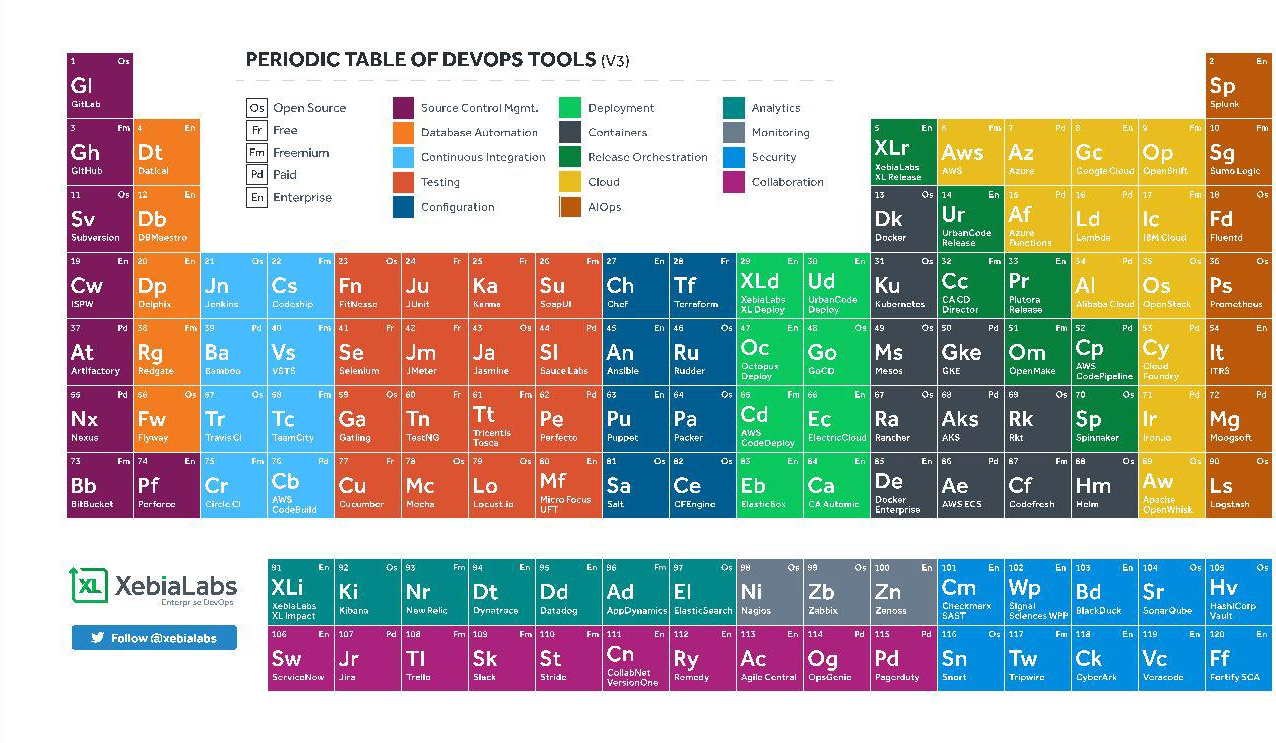 PERIODIC TABLE OF DEVOPS TOOLS (V3)
Os Open Source
Fr Free
Fm Freemium
Pd Paid
En Enterprise
Source Control Mgmt.
Database Automation
Continuous Integration
Testing
Configuration
Deployment
Containers
Release Orchestration
Cloud
AIOps
Analytics
Monitoring
Security
Collaboration
1 Os
Gl
GitLab
2 En
Sp
Splunk
3 Fm
Gh
GitHub
4 En
Dt
Datical
5 En
XLr
XebiaLabs
XL Release
6 Fm
Aws
AWS
7 Pd
Az
Azure
8 En
Gc
Google Cloud
9 Fm
Op
OpenShift
10 Fm
Sg
Sumo Logic
11 Os
Sv
Subversion
12 En
Db
DBMaestro
13 Os
Dk
Docker
14 En
Ur
UrbanCode
Release
15 Pd
Af
Azure
Functions
16 Pd
Ld
Lambda
17 Fm
Ic
IBM Cloud
18 Os
Fd
Fluentd
19 En
Cw
ISPW
20 En
Dp
Delphix
21 Os
Jn
Jenkins
22 Fm
Cs
Codeship
23 Os
Fn
FitNesse
24 Fr
Ju
JUnit
25 Fr
Ka
Karma
26 Fm
Su
SoapUI
27 En
Ch
Chef
28 Fr
Tf
Terraform
29 En
XLd
XebiaLabs
XL Deploy
30 En
Ud
UrbanCode
Deploy
31 Os
Ku
Kubernetes
32 Fm
Cc
CA CD
Director
33 En
Pr
Plutora
Release
34 Pd
Al
Alibaba Cloud
35 Os
Os
OpenStack
36 Os
Ps
Prometheus
37 Pd
At
Artifactory
38 Fm
Rg
Redgate
39 Pd
Ba
Bamboo
40 Fm
Vs
VSTS
41 Fr
Se
Selenium
42 Fr
Jm
JMeter
43 Os
Ja
Jasmine
44 Pd
Sl
Sauce Labs
45 En
An
Ansible
46 Os
Ru
Rudder
47 En
Oc
Octopus
Deploy
48 Os
Go
GoCD
49 Os
Ms
Mesos
50 Pd
Gke
GKE
51 Fm
Om
OpenMake
52 Pd
Cp
AWS
CodePipeline
53 Pd
Cy
Cloud
Foundry
54 En
It
ITRS
55 Pd
Nx
Nexus
56 Os
Fw
Flyway
57 Os
Tr
Travis CI
58 Fm
Tc
TeamCity
59 Os
Ga
Gatling
60 Fr
Tn
TestNG
61 Fm
Tt
Tricentis
Tosca
62 Pd
Pe
Perfecto
63 En
Pu
Puppet
64 Os
Pa
Packer
65 Fm
Cd
AWS
CodeDeploy
66 En
Ec
ElectricCloud
67 Os
Ra
Rancher
68 Pd
Aks
AKS
69 Os
Rk
Rkt
70 Os
Sp
Spinnaker
71 Fm
Ir
Iron.io
72 Pd
Mg
Moogsoft
73 Fm
Bb
BitBucket
74 En
Pf
Perforce
75 Fm
Cr
Circle CI
76 Pd
Cb
AWS
CodeBuild
77 Fr
Cu
Cucumber
78 Os
Mc
Mocha
79 Os
Lo
Locust.io
80 En
Mf
Micro Focus
UFT
81 Os
Sa
Salt
82 Os
Ce
CFEngine
83 En
Eb
ElasticBox
84 En
Ca
CA Automic
85 En
De
Docker
Enterprise
86 Pd
Ae
AWS ECS
87 Fm
Cf
Codefresh
88 Os
Hm
Helm
89 Os
Aw
Apache
OpenWhisk
90 Os
Ls
Logstash
XL XebiaLabs
Enterprise DevOps
Follow @xebialabs
91 En
XLi
XebiaLabs
XL Impact
92 Os
Ki
Kibana
93 Fm
Nr
New Relic
94 En
Dt
Dynatrace
95 En
Dd
Datadog
96 Fm
Ad
AppDynamics
97 Os
El
ElasticSearch
98 Os
Ni
Nagios
99 Os
Zb
Zabbix
100 En
Zn
Zenoss
101 En
Cm
Checkmarx
SAST
102 En
Wp
Signal
Sciences WPP
103 En
Bd
BlackDuck
104 Os
Sr
SonarQube
105 Os
Hv
HashiCorp
Vault
106 En
Sw
ServiceNow
107 Pd
Jr
Jira
108 Fm
Tl
Trello
109 Fm
Sk
Slack
110 Fm
St
Stride
111 En
Cn
CollabNet
VersionOne
112 En
Ry
Remedy
113 En
Ac
Agile Central
114 Pd
Og
OpsGenie
115 Pd
Pd
Pagerduty
116 Os
Sn
Snort
117 Fm
Tw
Tripwire
118 En
Ck
CyberArk
119 En
Vc
Veracode
120 En
Ff
Fortify SCA